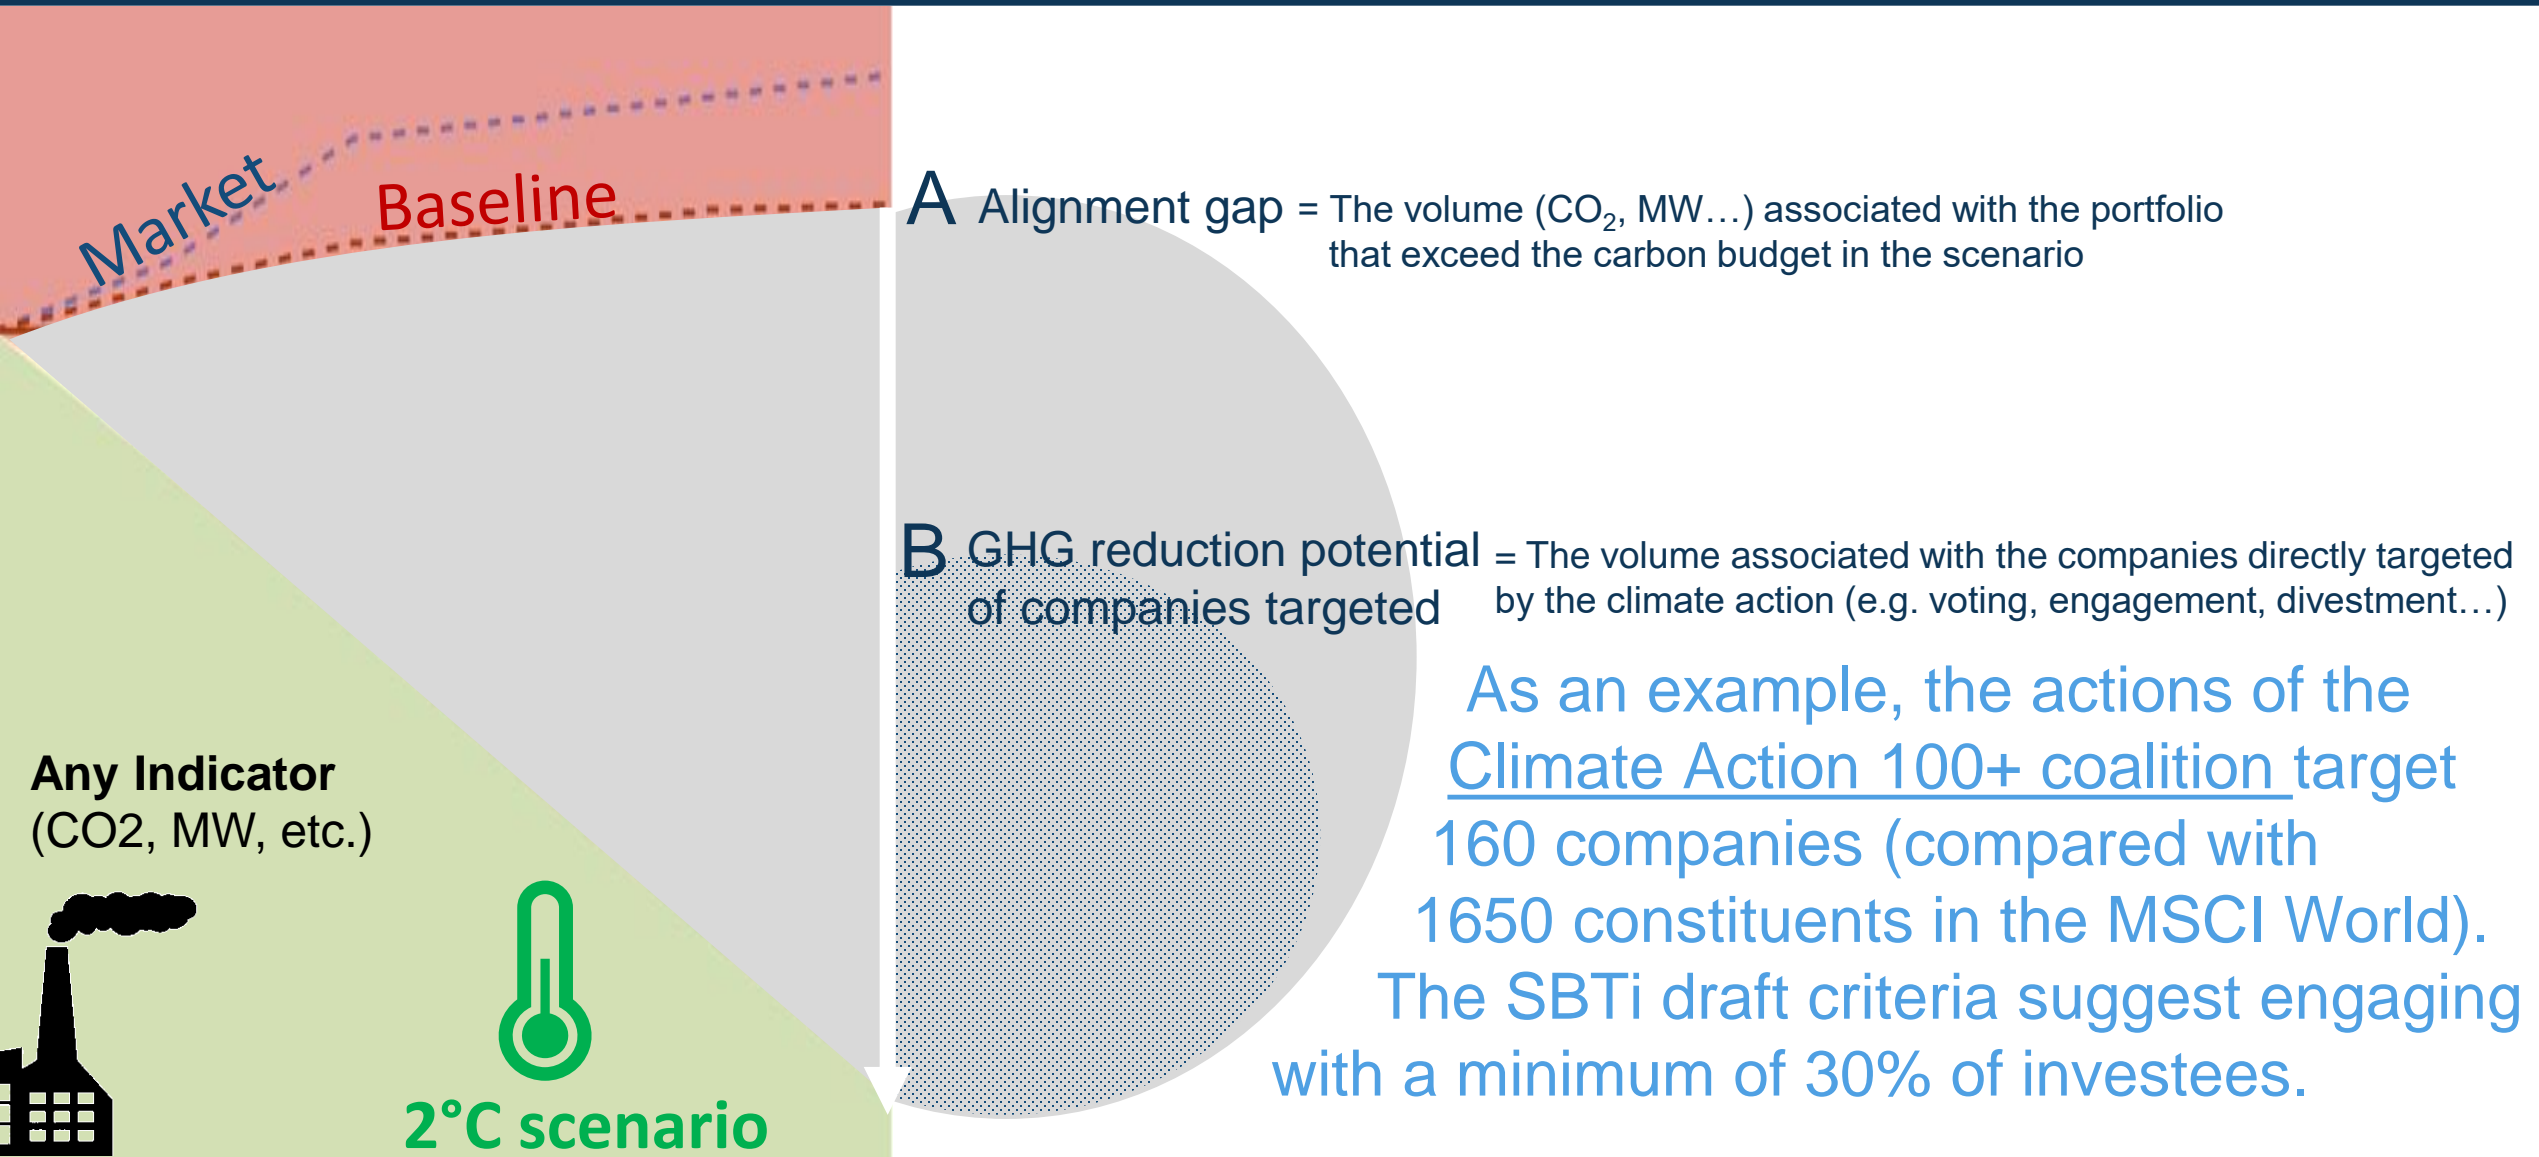 Market
Baseline
A Alignment gap = The volume (CO₂, MW…) associated with the portfolio
that exceed the carbon budget in the scenario
B GHG reduction potential = The volume associated with the companies directly targeted
of companies targeted by the climate action (e.g. voting, engagement, divestment…)
As an example, the actions of the
Climate Action 100+ coalition target
160 companies (compared with
1650 constituents in the MSCI World).
The SBTi draft criteria suggest engaging
with a minimum of 30% of investees.
Any Indicator
(CO2, MW, etc.)
2°C scenario